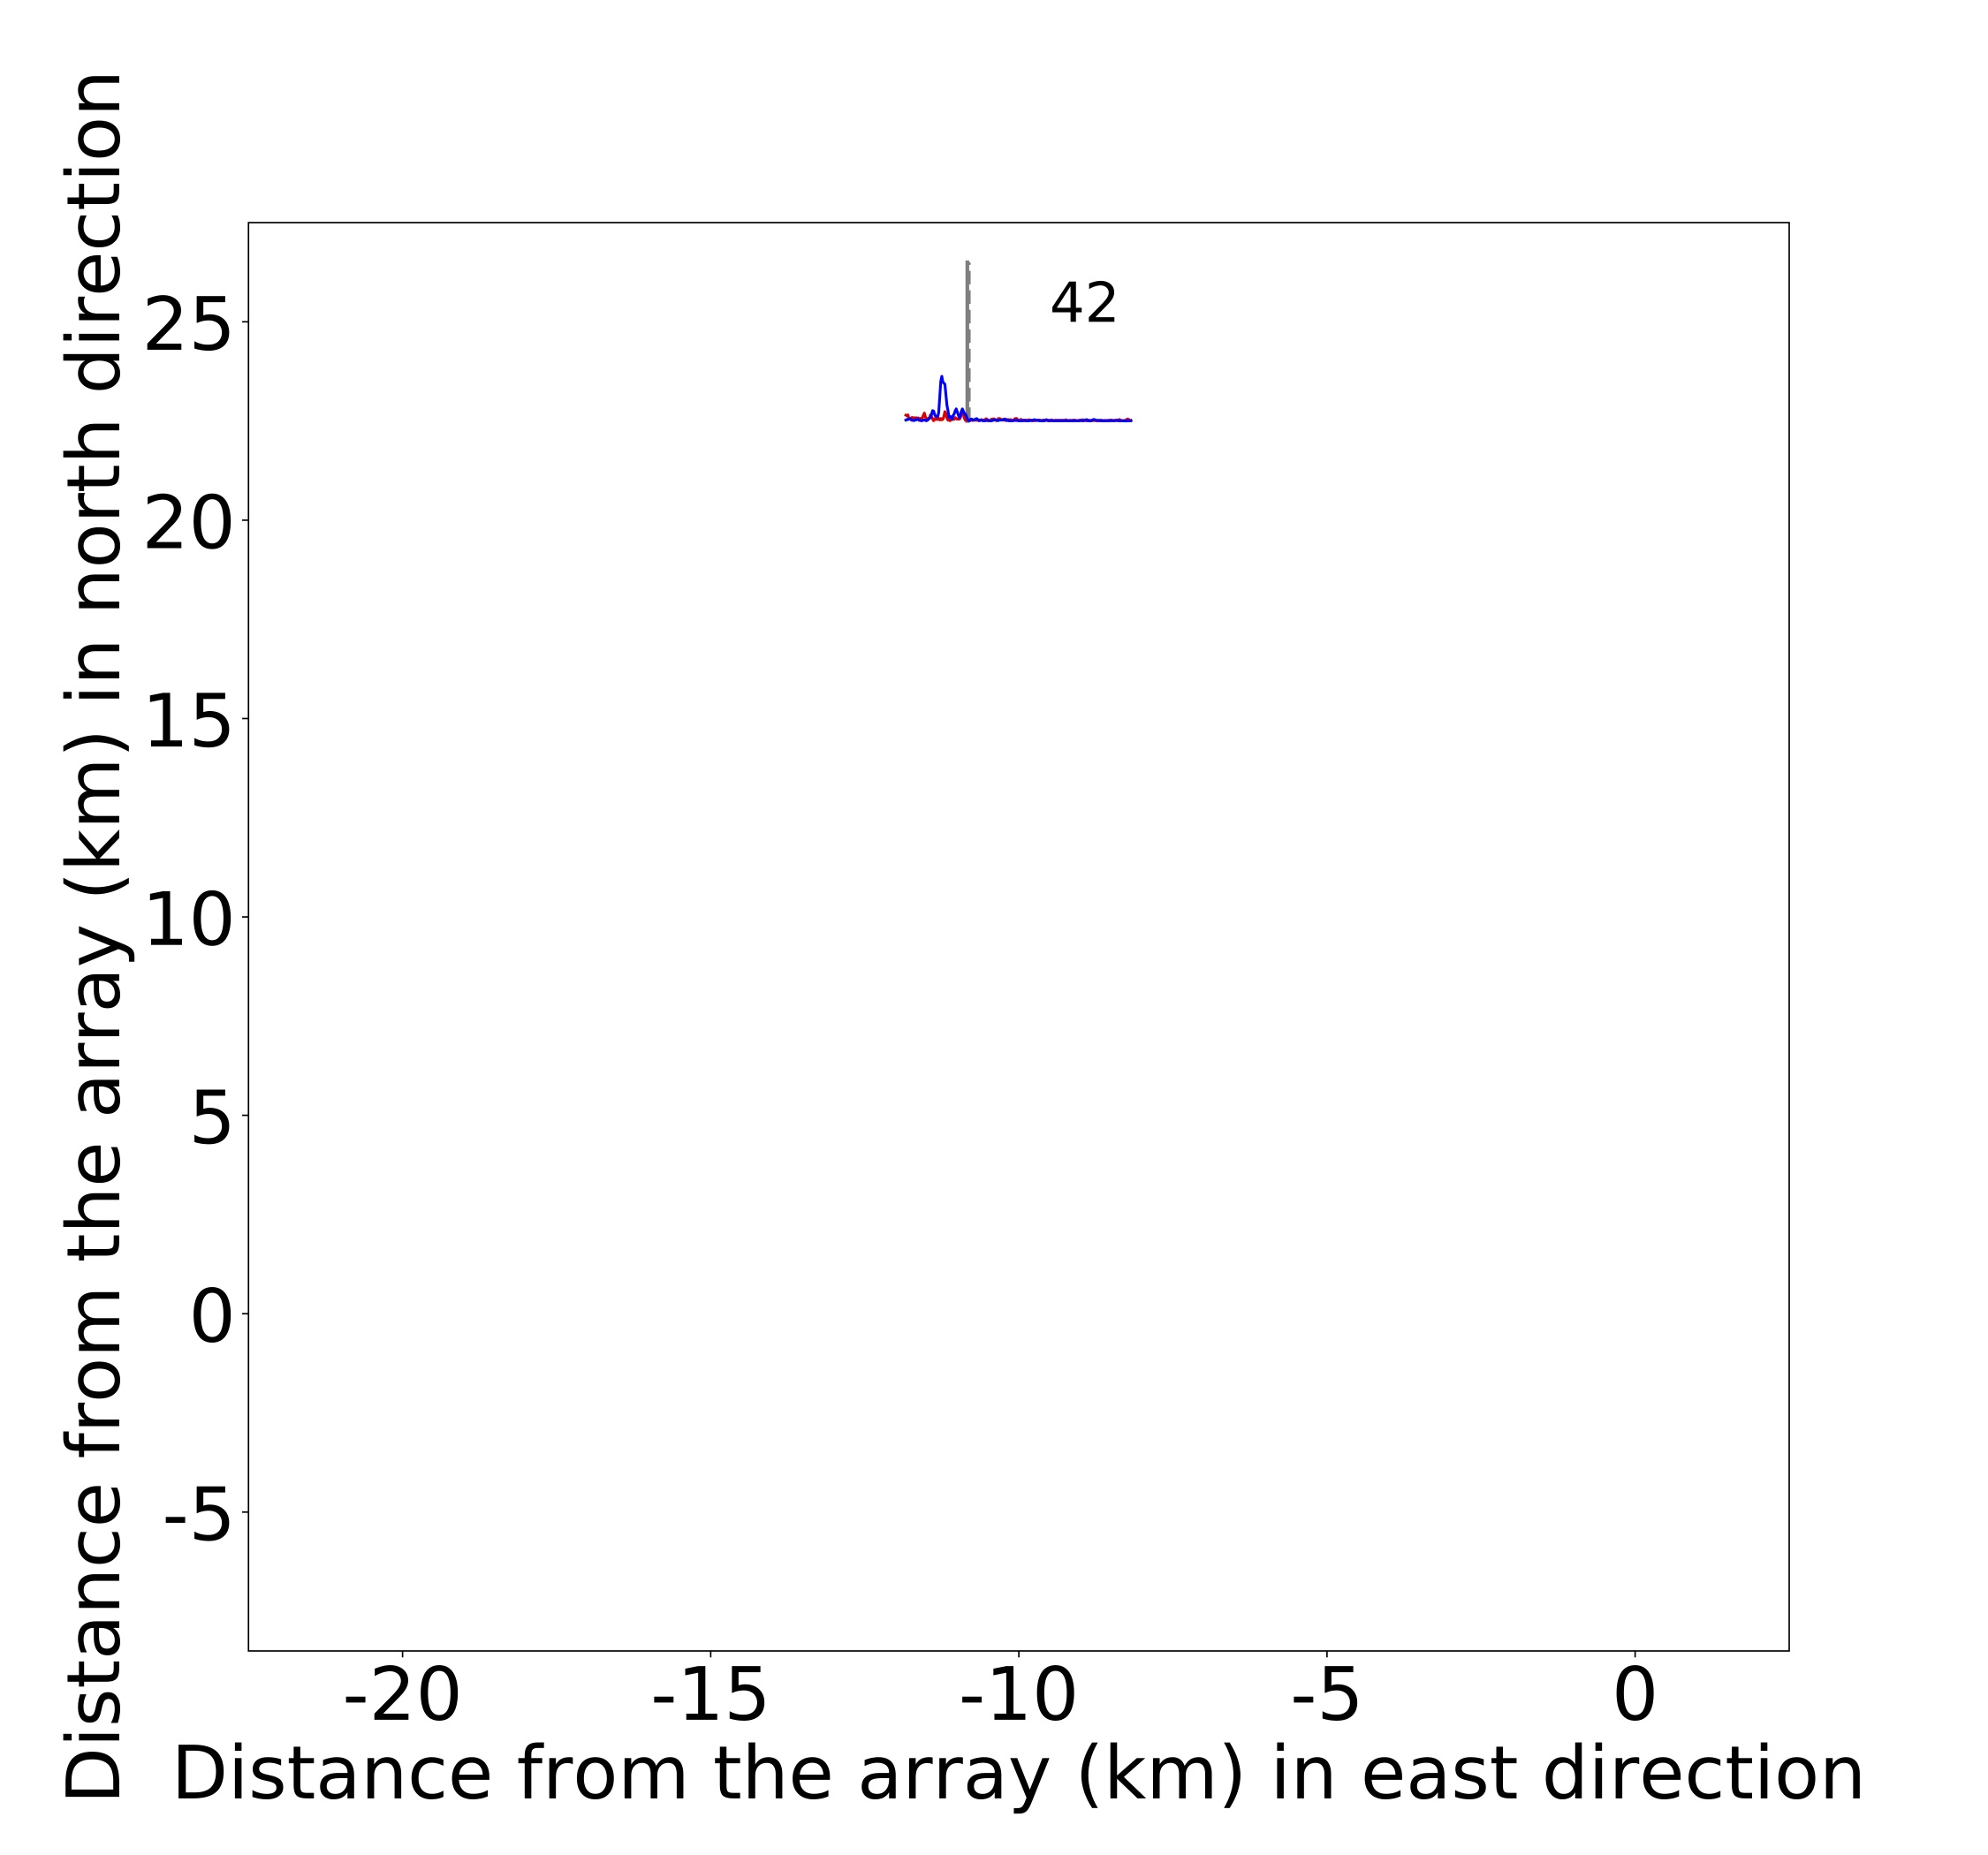 Distance from the array (km) in north direction
42
25
20
15
10
5
0
-5
-20 -15 -10 -5 0
Distance from the array (km) in east direction